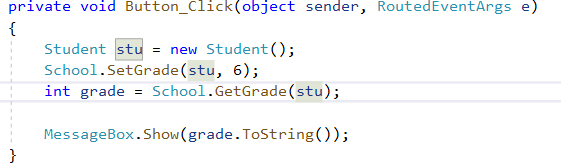 private void Button_Click(object sender, RoutedEventArgs e)
{
Student stu = new Student();
School.SetGrade(stu, 6);
int grade = School.GetGrade(stu);
MessageBox.Show(grade.ToString());
}